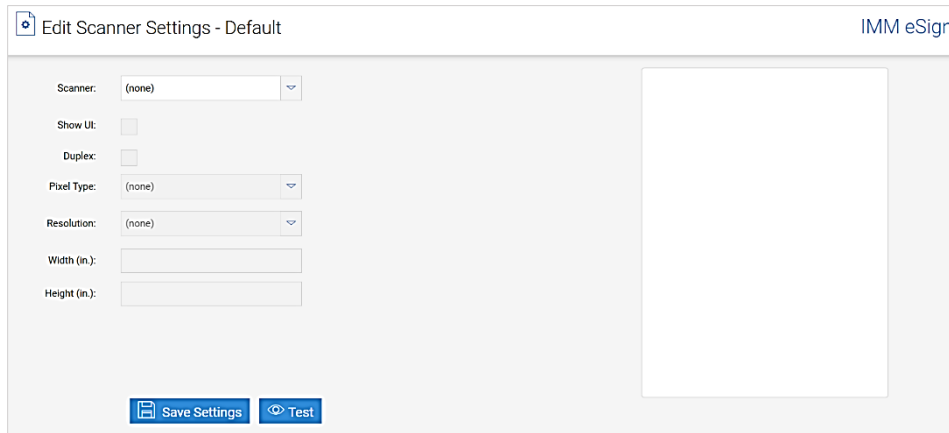 Edit Scanner Settings - Default
IMM eSign
Scanner: (none)
Show UI:
Duplex:
Pixel Type: (none)
Resolution: (none)
Width (in.):
Height (in.):
Save Settings
Test